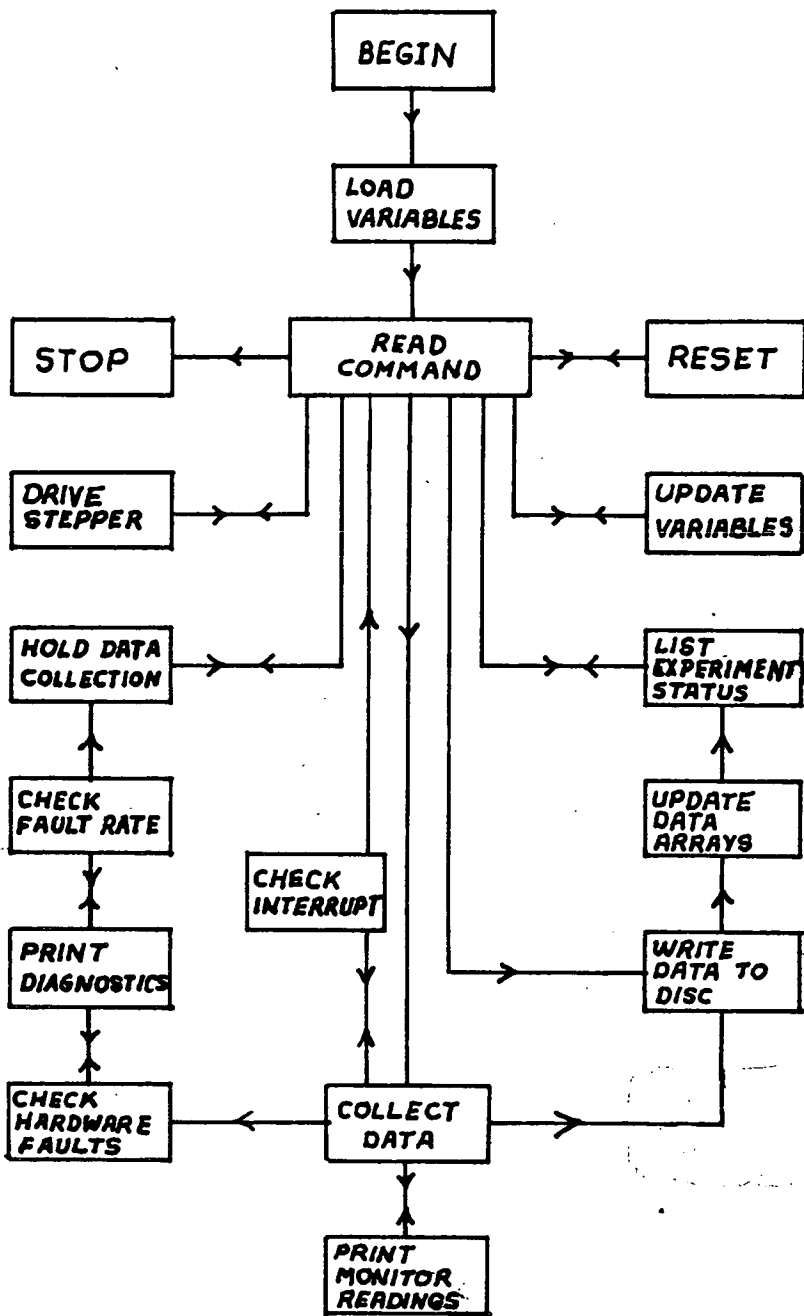 BEGIN
LOAD
VARIABLES
STOP
READ
COMMAND
RESET
DRIVE
STEPPER
UPDATE
VARIABLES
HOLD DATA
COLLECTION
LIST
EXPERIMENT
STATUS
CHECK
FAULT RATE
UPDATE
DATA
ARRAYS
CHECK
INTERRUPT
PRINT
DIAGNOSTICS
WRITE
DATA TO
DISC
CHECK
HARDWARE
FAULTS
COLLECT
DATA
PRINT
MONITOR
READINGS